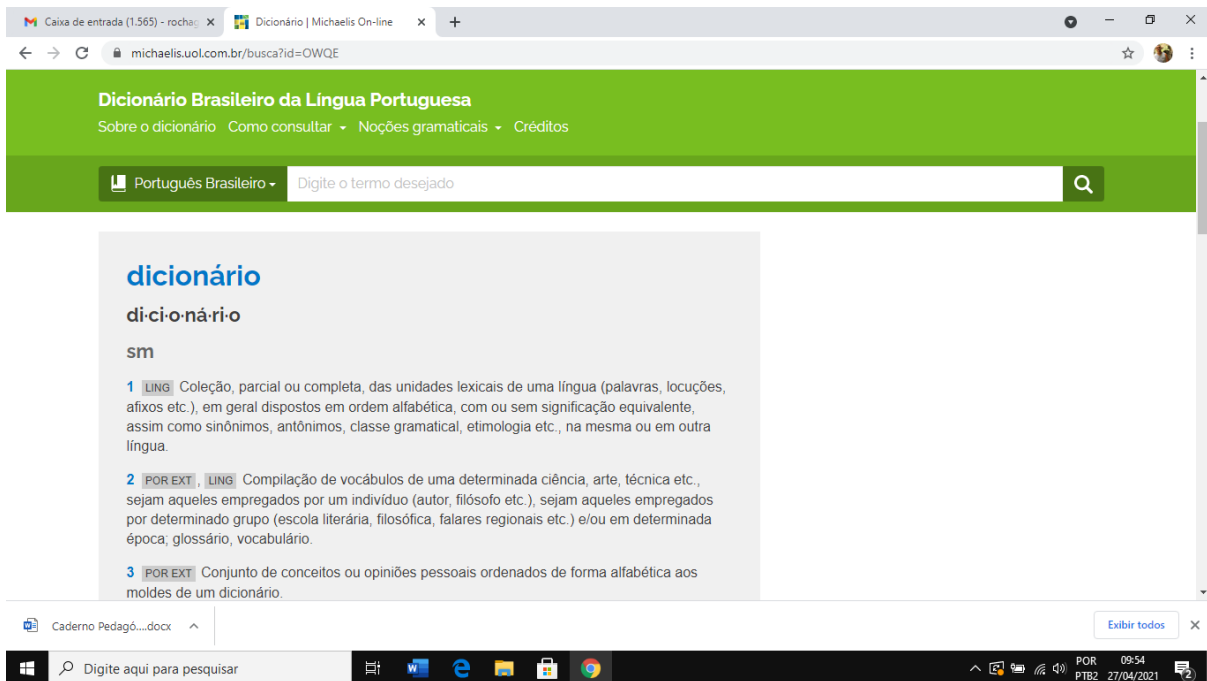 Caixa de entrada (1.565) - rochag
Dicionário | Michaelis On-line
michaelis.uol.com.br/busca?id=OWQE
Dicionário Brasileiro da Língua Portuguesa
Sobre o dicionário Como consultar Noções gramaticais Créditos
Português Brasileiro Digite o termo desejado
dicionário
di·ci·o·ná·ri·o
sm
1 LING Coleção, parcial ou completa, das unidades lexicais de uma língua (palavras, locuções,
afixos etc.), em geral dispostos em ordem alfabética, com ou sem significação equivalente,
assim como sinônimos, antônimos, classe gramatical, etimologia etc., na mesma ou em outra
língua.
2 POR EXT , LING Compilação de vocábulos de uma determinada ciência, arte, técnica etc.,
sejam aqueles empregados por um indivíduo (autor, filósofo etc.), sejam aqueles empregados
por determinado grupo (escola literária, filosófica, falares regionais etc.) e/ou em determinada
época; glossário, vocabulário.
3 POR EXT Conjunto de conceitos ou opiniões pessoais ordenados de forma alfabética aos
moldes de um dicionário.
Caderno Pedagó....docx
Exibir todos
Digite aqui para pesquisar
POR 09:54
PTB2 27/04/2021
2